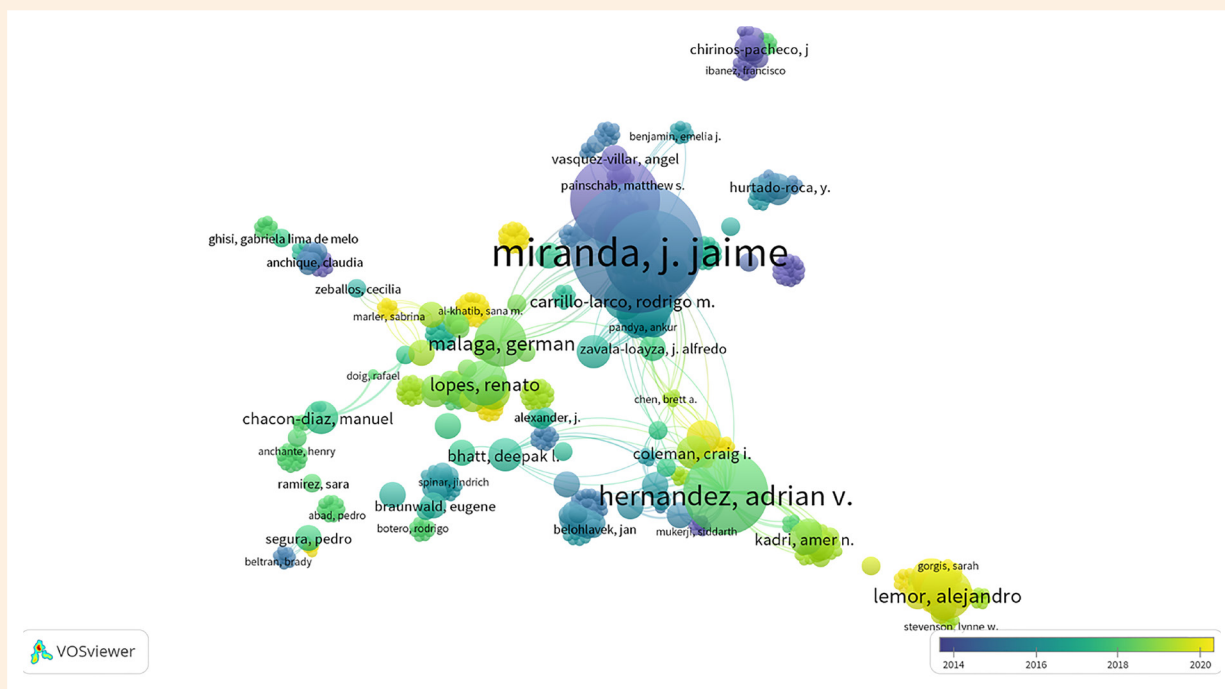 chirinos-pacheco, j
ibanez, francisco
benjamin, emelia j.
vasquez-villar, angel
painschab, matthew s.
hurtado-roca, y.
ghisi, gabriela lima de melo
miranda, j. jaime
anchique, claudia
zeballos, cecilia
carrillo-larco, rodrigo m.
marler, sabrina
al-khatib, sana m.
pandya, ankur
malaga, german
zavala-loayza, j. alfredo
doig, rafael
lopes, renato
chen, brett a.
chacon-diaz, manuel
alexander, j.
anchante, henry
bhatt, deepak l.
coleman, craig i.
ramirez, sara
spinar, jindrich
hernandez, adrian v.
braunwald, eugene
abad, pedro
botero, rodrigo
belohlavek, jan
mukerji, siddarth
segura, pedro
kadri, amer n.
beltran, brady
gorgis, sarah
lemor, alejandro
stevenson, lynne w.
VOSviewer
2014 2016 2018 2020